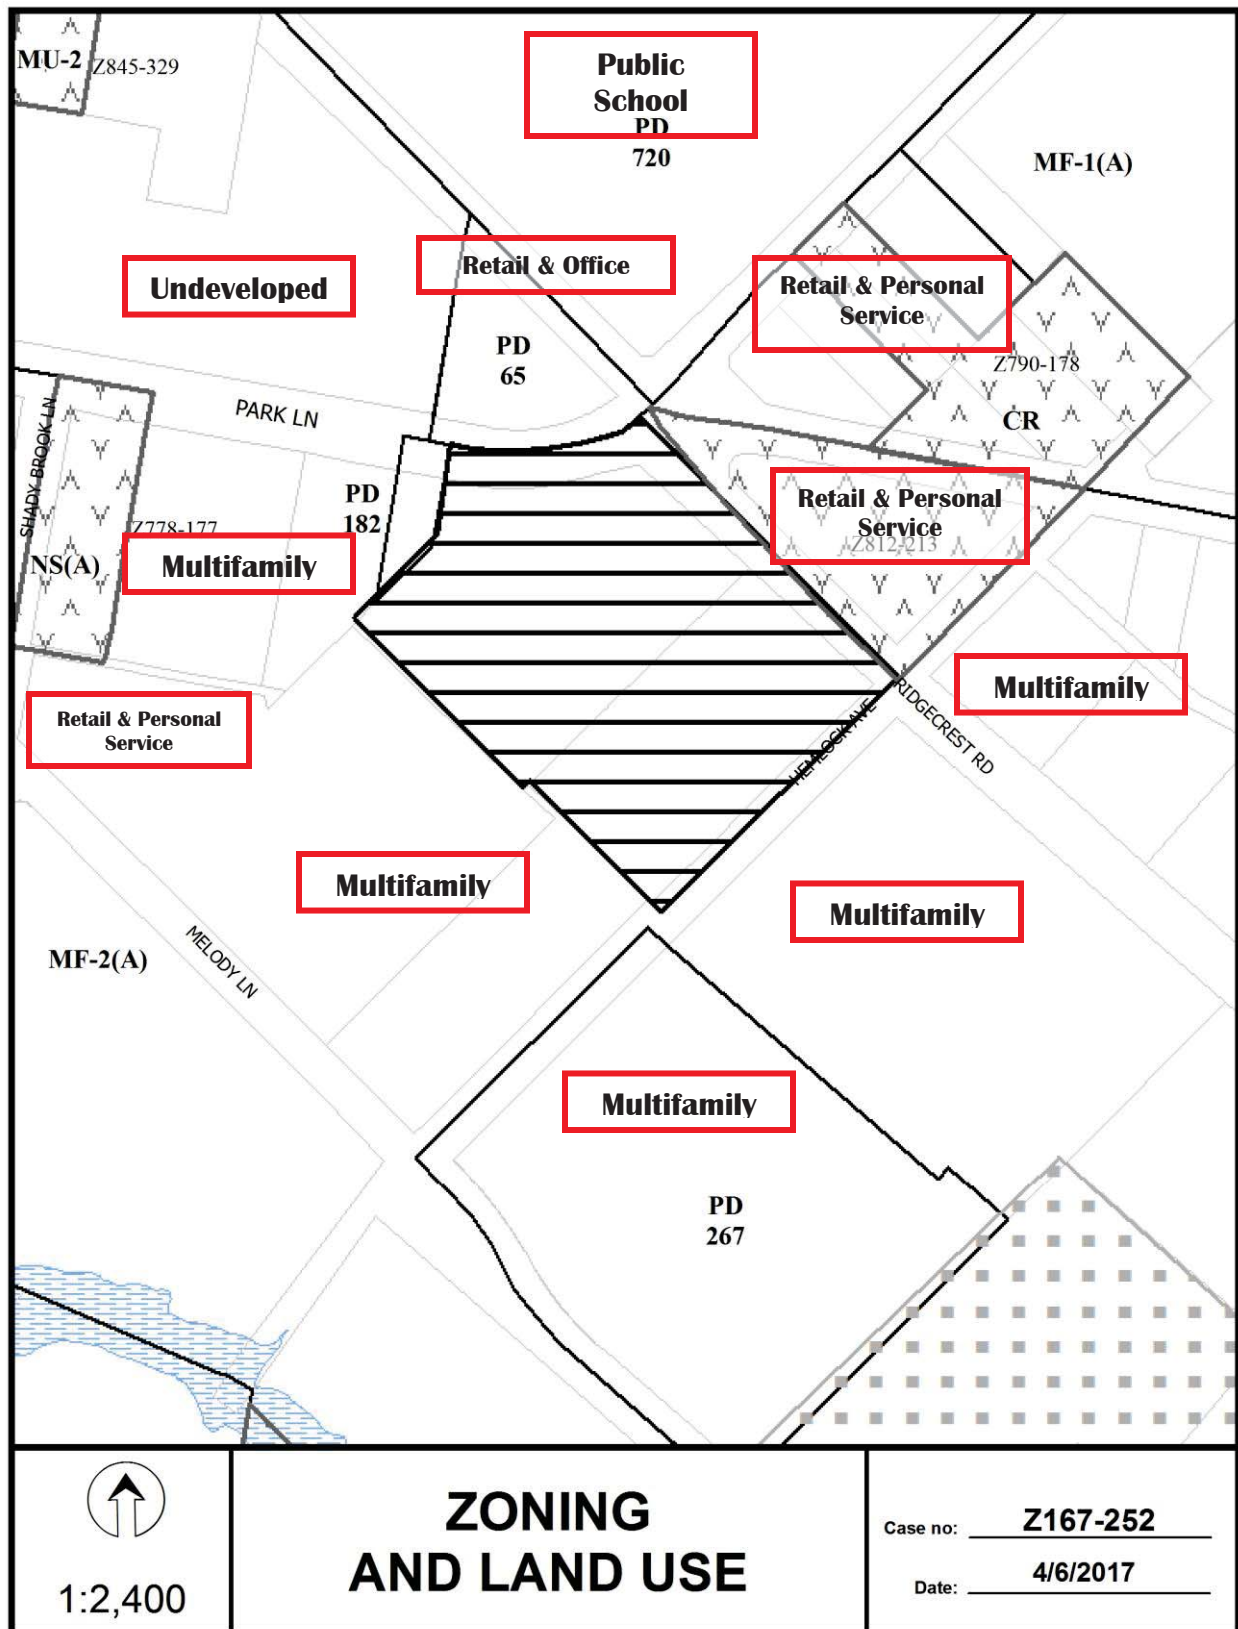 MU-2
Z845-329
Public
School
PD
720
MF-1(A)
Undeveloped
Retail & Office
Retail & Personal
Service
PD
65
Z790-178
CR
PARK LN
SHADY BROOK LN
PD
182
Z778-177
NS(A)
Multifamily
Retail & Personal
Service
Z812-213
Retail & Personal
Service
Multifamily
HEMLOCK AVE
RIDGECREST RD
Multifamily
Multifamily
MF-2(A)
MELODY LN
Multifamily
PD
267
1:2,400
ZONING
AND LAND USE
Case no: Z167-252
Date: 4/6/2017